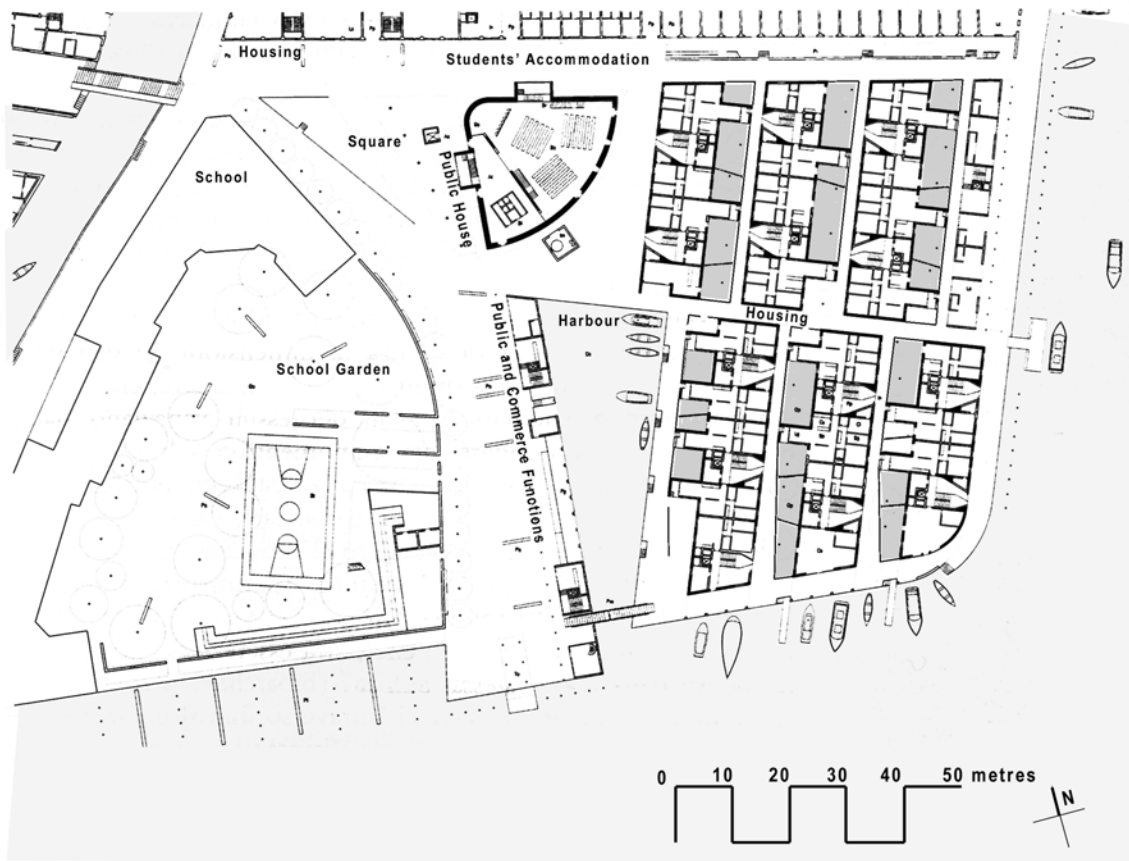 Housing
Students' Accommodation
Square
School
Public House
Public and Commerce Funotions
Harbour
Housing
School Garden
0 10 20 30 40 50 metres
N